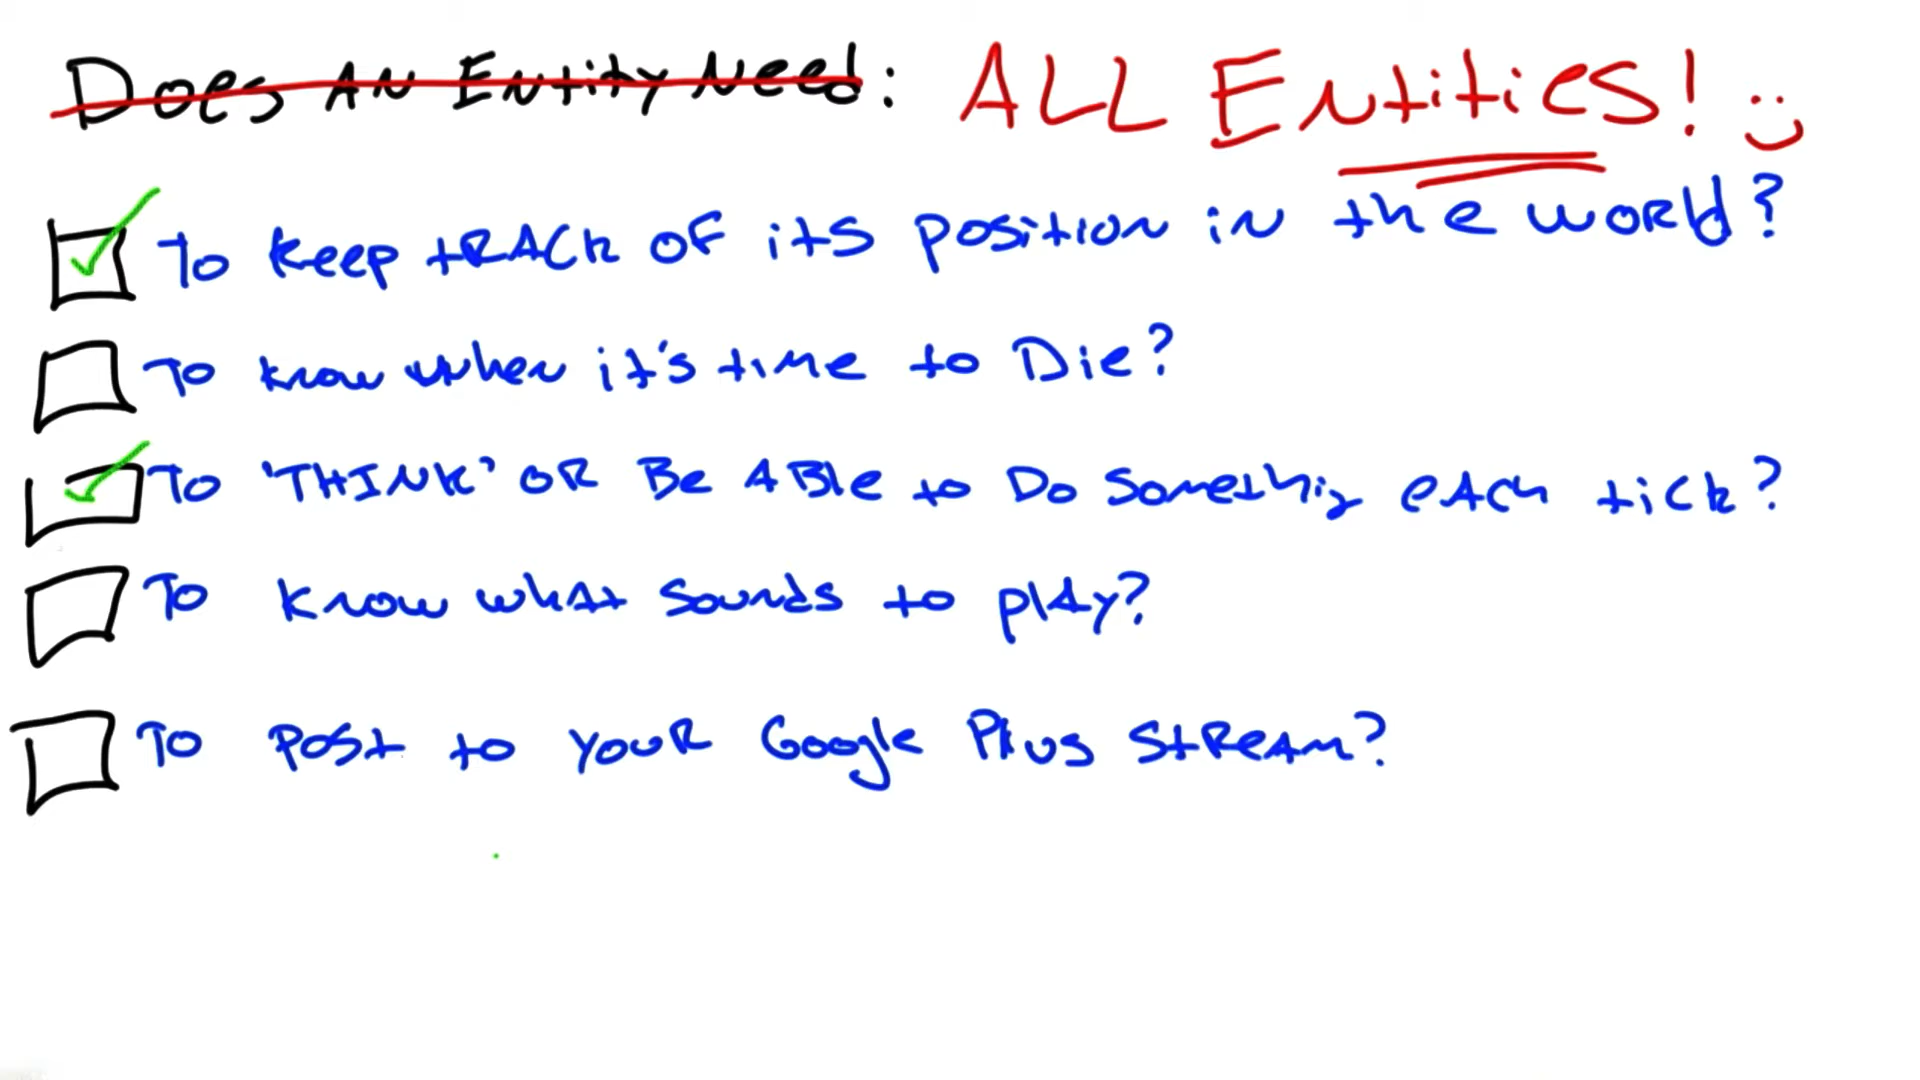 Does AN Entity Need: ALL Entities! :)
To keep tRACk OF its position in the woRld?
To know when it's time to Die?
To 'THINK' OR Be ABle to Do Somethig each tick?
To know what sounds to plAy?
To Post to YOUR Google Plus StReAm?